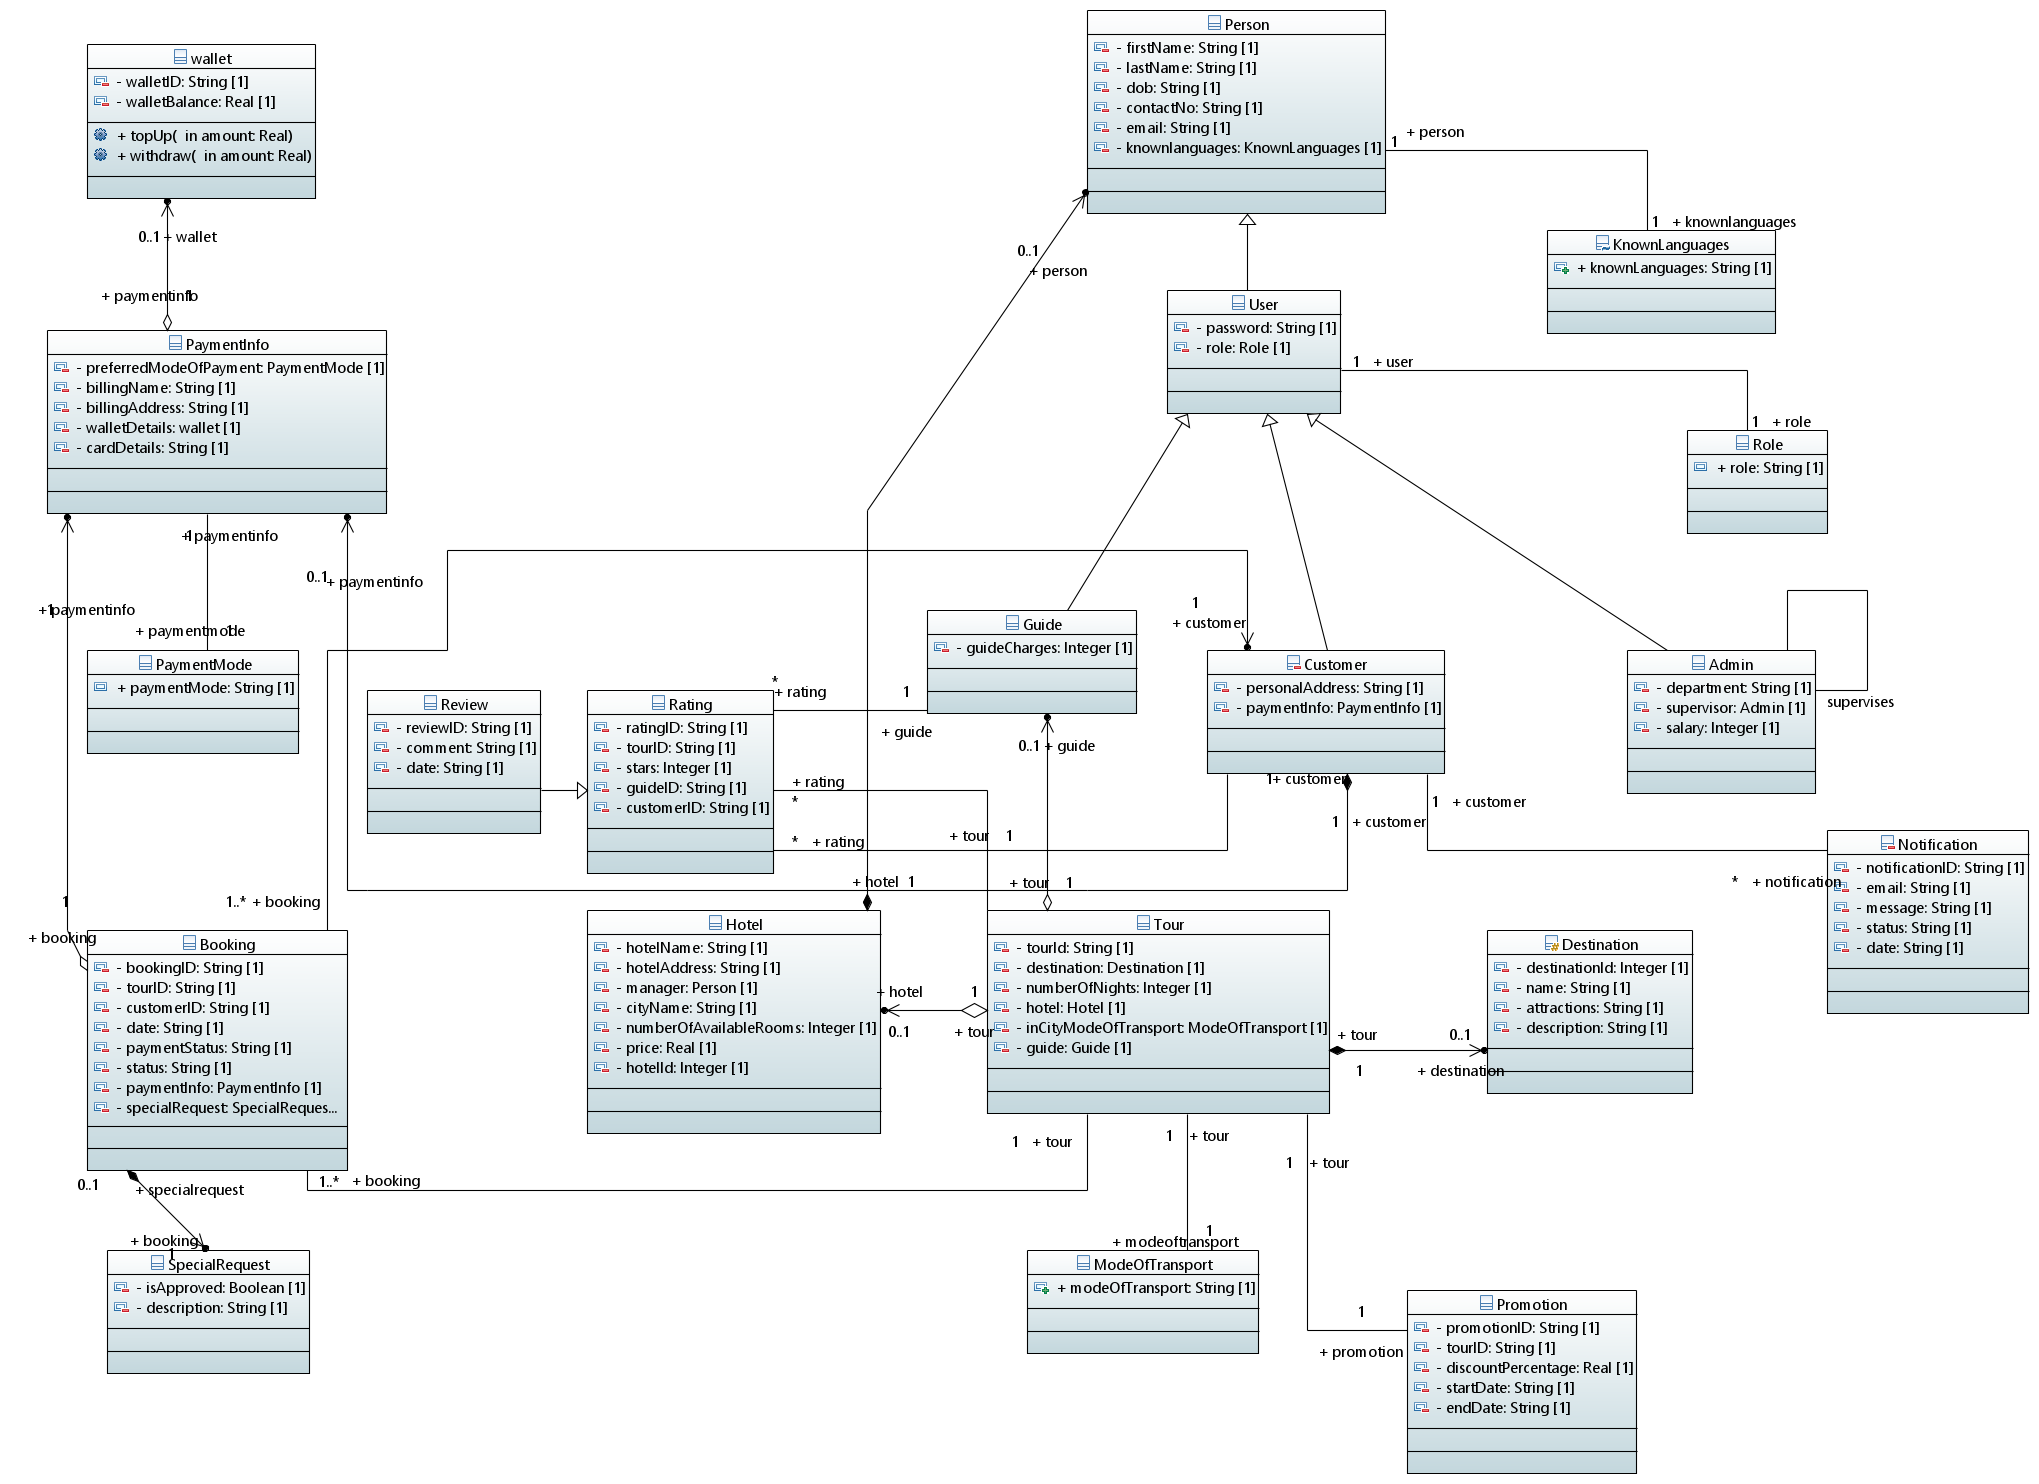 wallet
- walletID: String [1]
- walletBalance: Real [1]
+ topUp( in amount: Real)
+ withdraw( in amount: Real)
0..1 + wallet
+ paymentinfo
1
PaymentInfo
- preferredModeOfPayment: PaymentMode [1]
- billingName: String [1]
- billingAddress: String [1]
- walletDetails: wallet [1]
- cardDetails: String [1]
1
+ paymentinfo
0..1
+ paymentinfo
1
+ paymentinfo
+ paymentmode
1
PaymentMode
+ paymentMode: String [1]
Person
- firstName: String [1]
- lastName: String [1]
- dob: String [1]
- contactNo: String [1]
- email: String [1]
- knownlanguages: KnownLanguages [1]
+ person
1
1 + knownlanguages
KnownLanguages
+ knownLanguages: String [1]
0..1
+ person
User
- password: String [1]
- role: Role [1]
1 + user
1 + role
Role
+ role: String [1]
Guide
- guideCharges: Integer [1]
1
+ customer
Customer
- personalAddress: String [1]
- paymentInfo: PaymentInfo [1]
Admin
- department: String [1]
- supervisor: Admin [1]
- salary: Integer [1]
supervises
Review
- reviewID: String [1]
- comment: String [1]
- date: String [1]
Rating
- ratingID: String [1]
- tourID: String [1]
- stars: Integer [1]
- guideID: String [1]
- customerID: String [1]
*
+ rating
1
+ guide
0..1 + guide
+ rating
*
* + rating
+ tour 1
1 + customer
1 + customer
1 + customer
* + notification
Notification
- notificationID: String [1]
- email: String [1]
- message: String [1]
- status: String [1]
- date: String [1]
+ hotel 1
+ tour 1
1..* + booking
1
+ booking
Booking
- bookingID: String [1]
- tourID: String [1]
- customerID: String [1]
- date: String [1]
- paymentStatus: String [1]
- status: String [1]
- paymentInfo: PaymentInfo [1]
- specialRequest: SpecialReques...
Hotel
- hotelName: String [1]
- hotelAddress: String [1]
- manager: Person [1]
- cityName: String [1]
- numberOfAvailableRooms: Integer [1]
- price: Real [1]
- hotelId: Integer [1]
+ hotel
1
0..1
+ tour
Tour
- tourId: String [1]
- destination: Destination [1]
- numberOfNights: Integer [1]
- hotel: Hotel [1]
- inCityModeOfTransport: ModeOfTransport [1]
- guide: Guide [1]
+ tour
0..1
1
+ destination
Destination
- destinationId: Integer [1]
- name: String [1]
- attractions: String [1]
- description: String [1]
0..1
+ specialrequest
1..* + booking
1 + tour
1 + tour
1 + tour
+ booking
1
SpecialRequest
- isApproved: Boolean [1]
- description: String [1]
1
+ modeoftransport
ModeOfTransport
+ modeOfTransport: String [1]
1
+ promotion
Promotion
- promotionID: String [1]
- tourID: String [1]
- discountPercentage: Real [1]
- startDate: String [1]
- endDate: String [1]